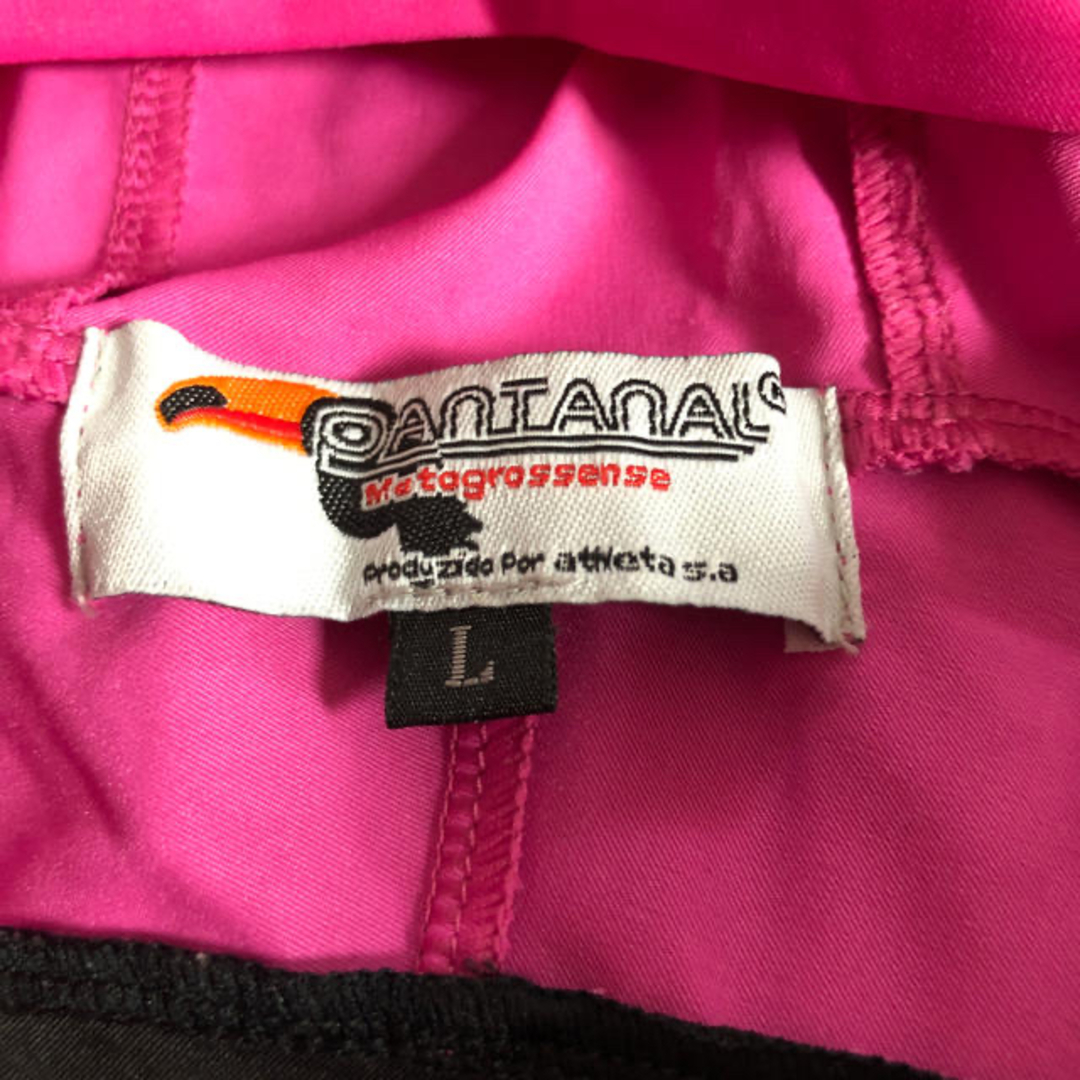 PANTANAL®
Matogrossense
Produzido Por athleta s.a
L